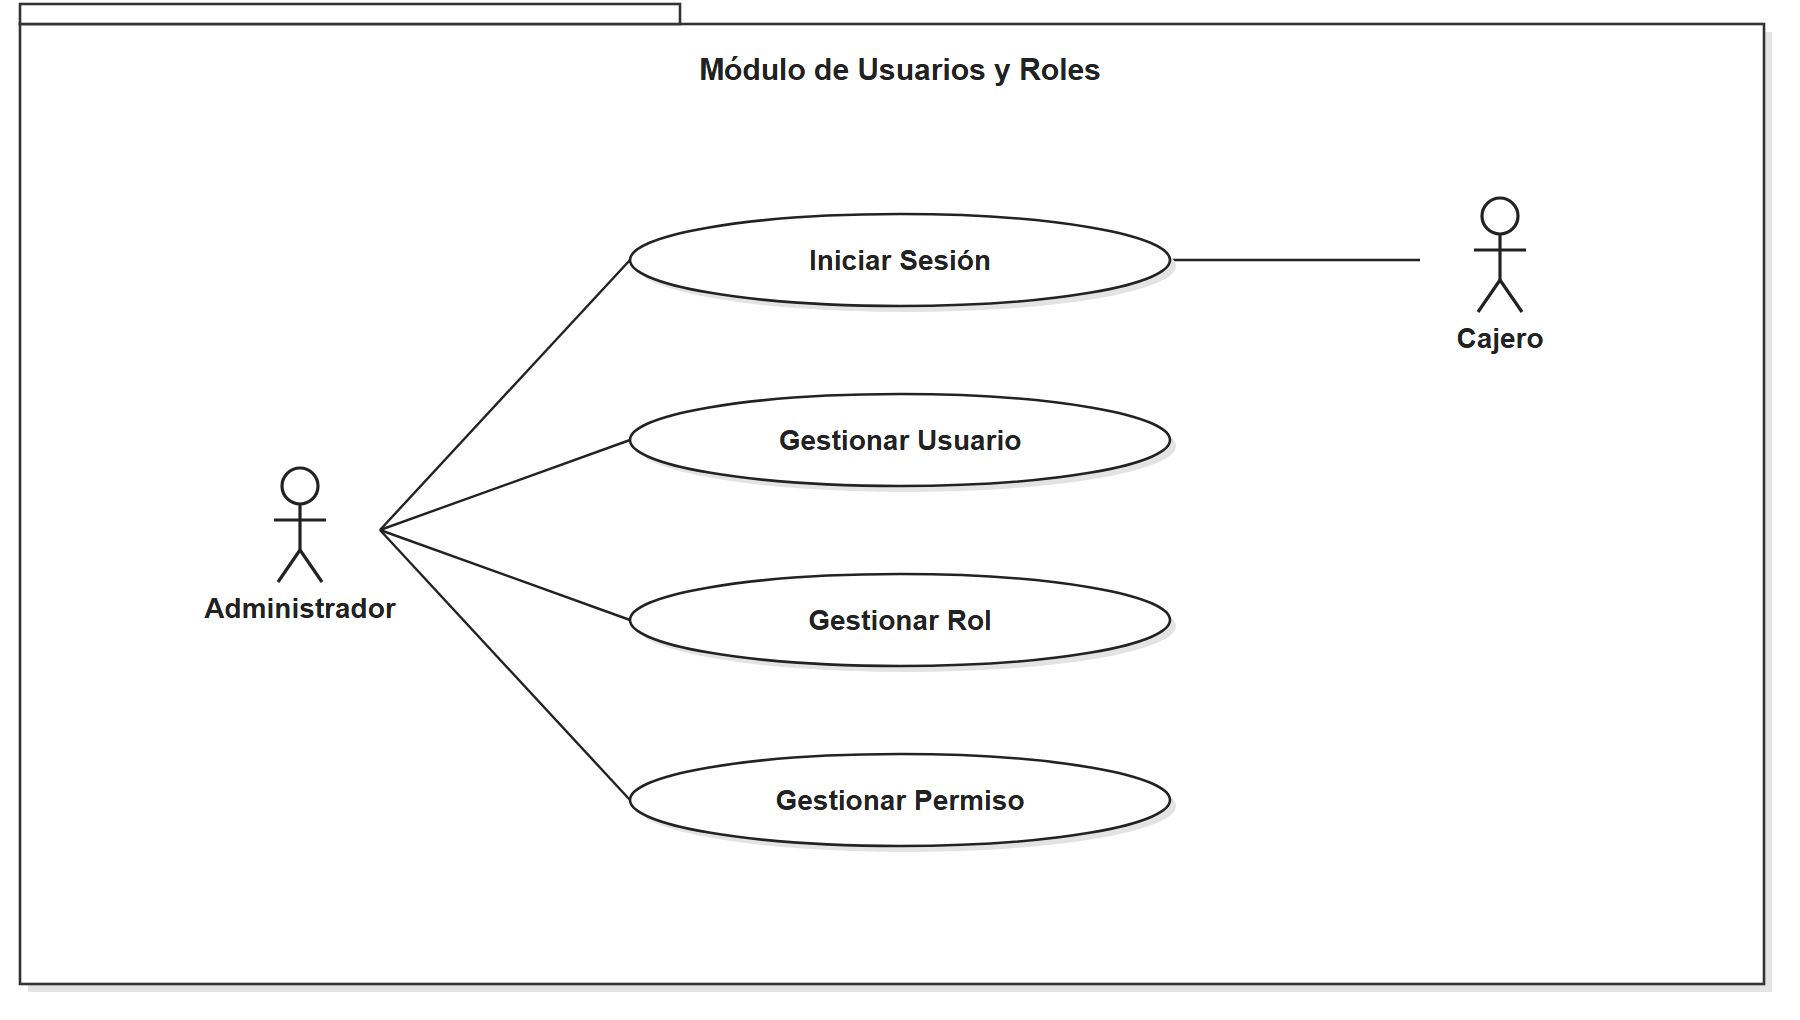 Módulo de Usuarios y Roles
Iniciar Sesión
Cajero
Gestionar Usuario
Administrador
Gestionar Rol
Gestionar Permiso